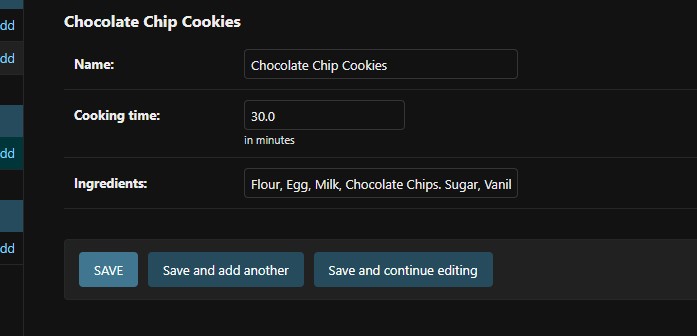 Chocolate Chip Cookies
dd
dd
Name: Chocolate Chip Cookies
Cooking time: 30.0
in minutes
dd
Ingredients: Flour, Egg, Milk, Chocolate Chips. Sugar, Vanil
dd
SAVE Save and add another Save and continue editing